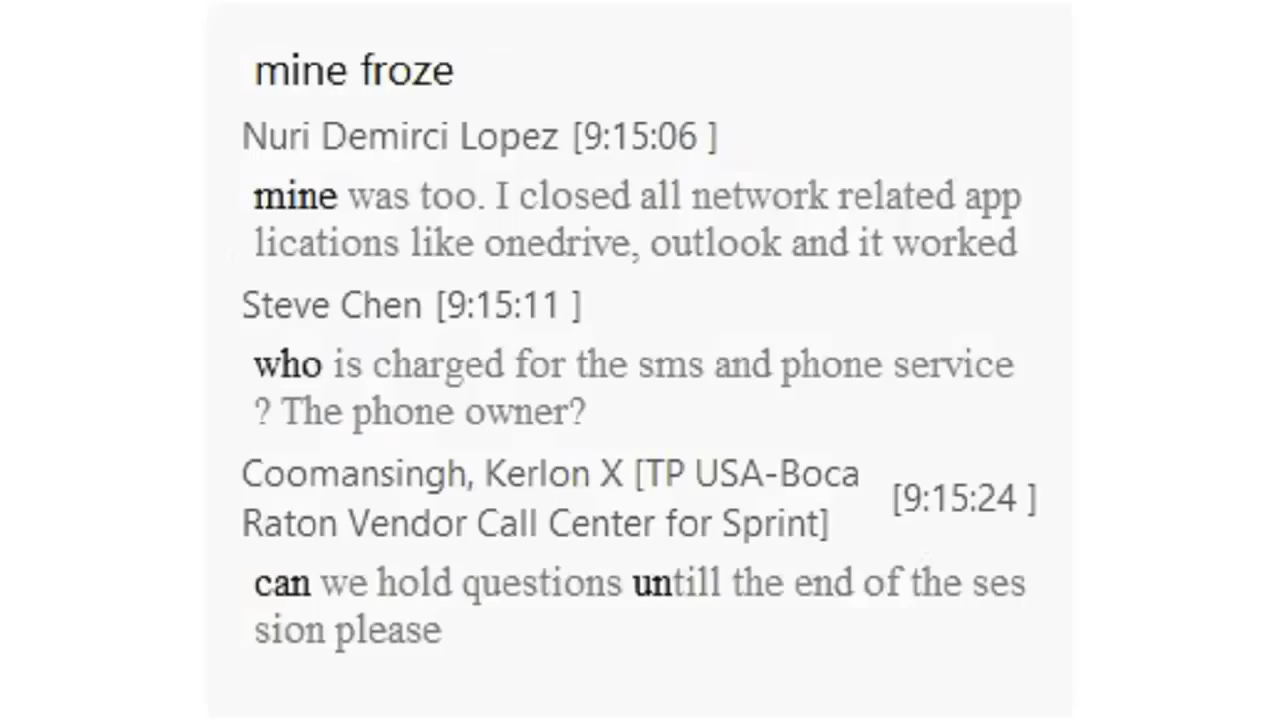 mine froze
Nuri Demirci Lopez [9:15:06 ]
mine was too. I closed all network related app
lications like onedrive, outlook and it worked
Steve Chen [9:15:11 ]
who is charged for the sms and phone service
? The phone owner?
Coomansingh, Kerlon X [TP USA-Boca
Raton Vendor Call Center for Sprint]
[9:15:24 ]
can we hold questions untill the end of the ses
sion please